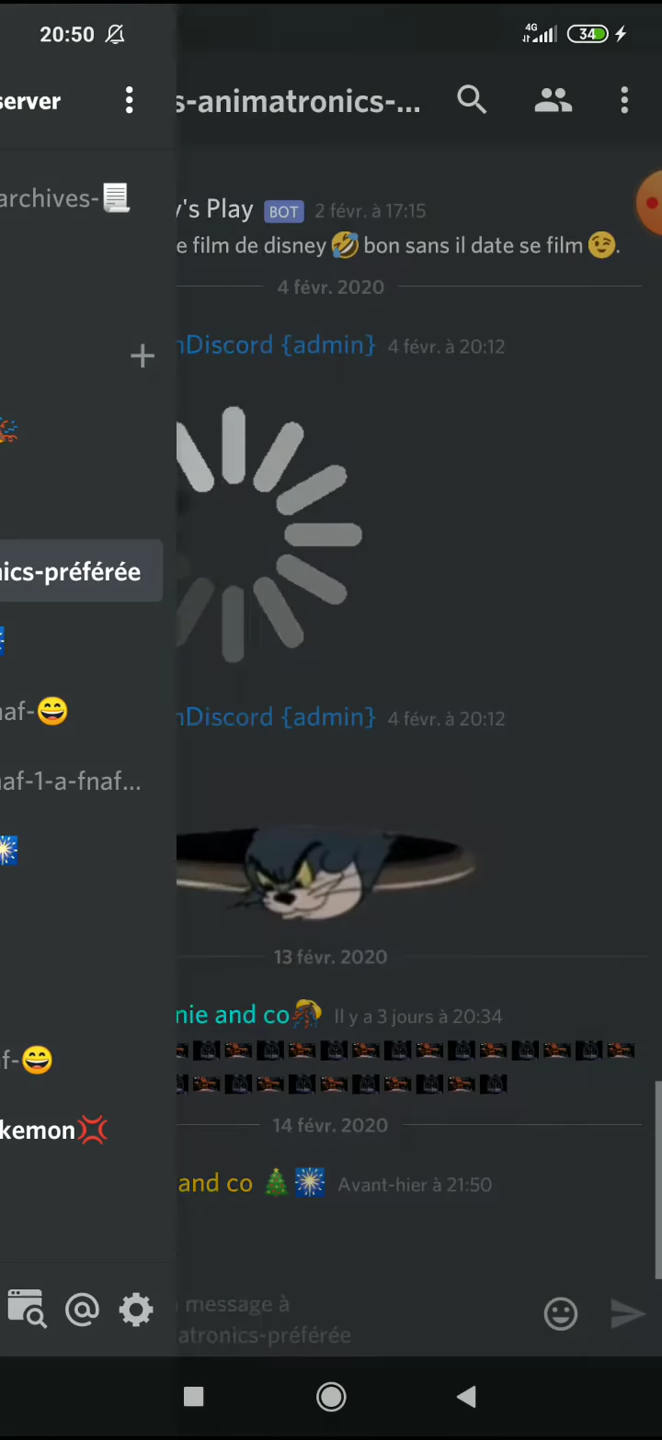 20:50
4G
34
server
s-animatronics-...
archives-📜
y's Play BOT 2 févr. à 17:15
e film de disney 🤣 bon sans il date se film 😉.
4 févr. 2020
nDiscord {admin} 4 févr. à 20:12
nics-préférée
naf-😄
nDiscord {admin} 4 févr. à 20:12
naf-1-a-fnaf...
13 févr. 2020
nie and co Il y a 3 jours à 20:34
af-😄
14 févr. 2020
kemon💢
and co 🎄🎆 Avant-hier à 21:50
message à
atronics-préférée